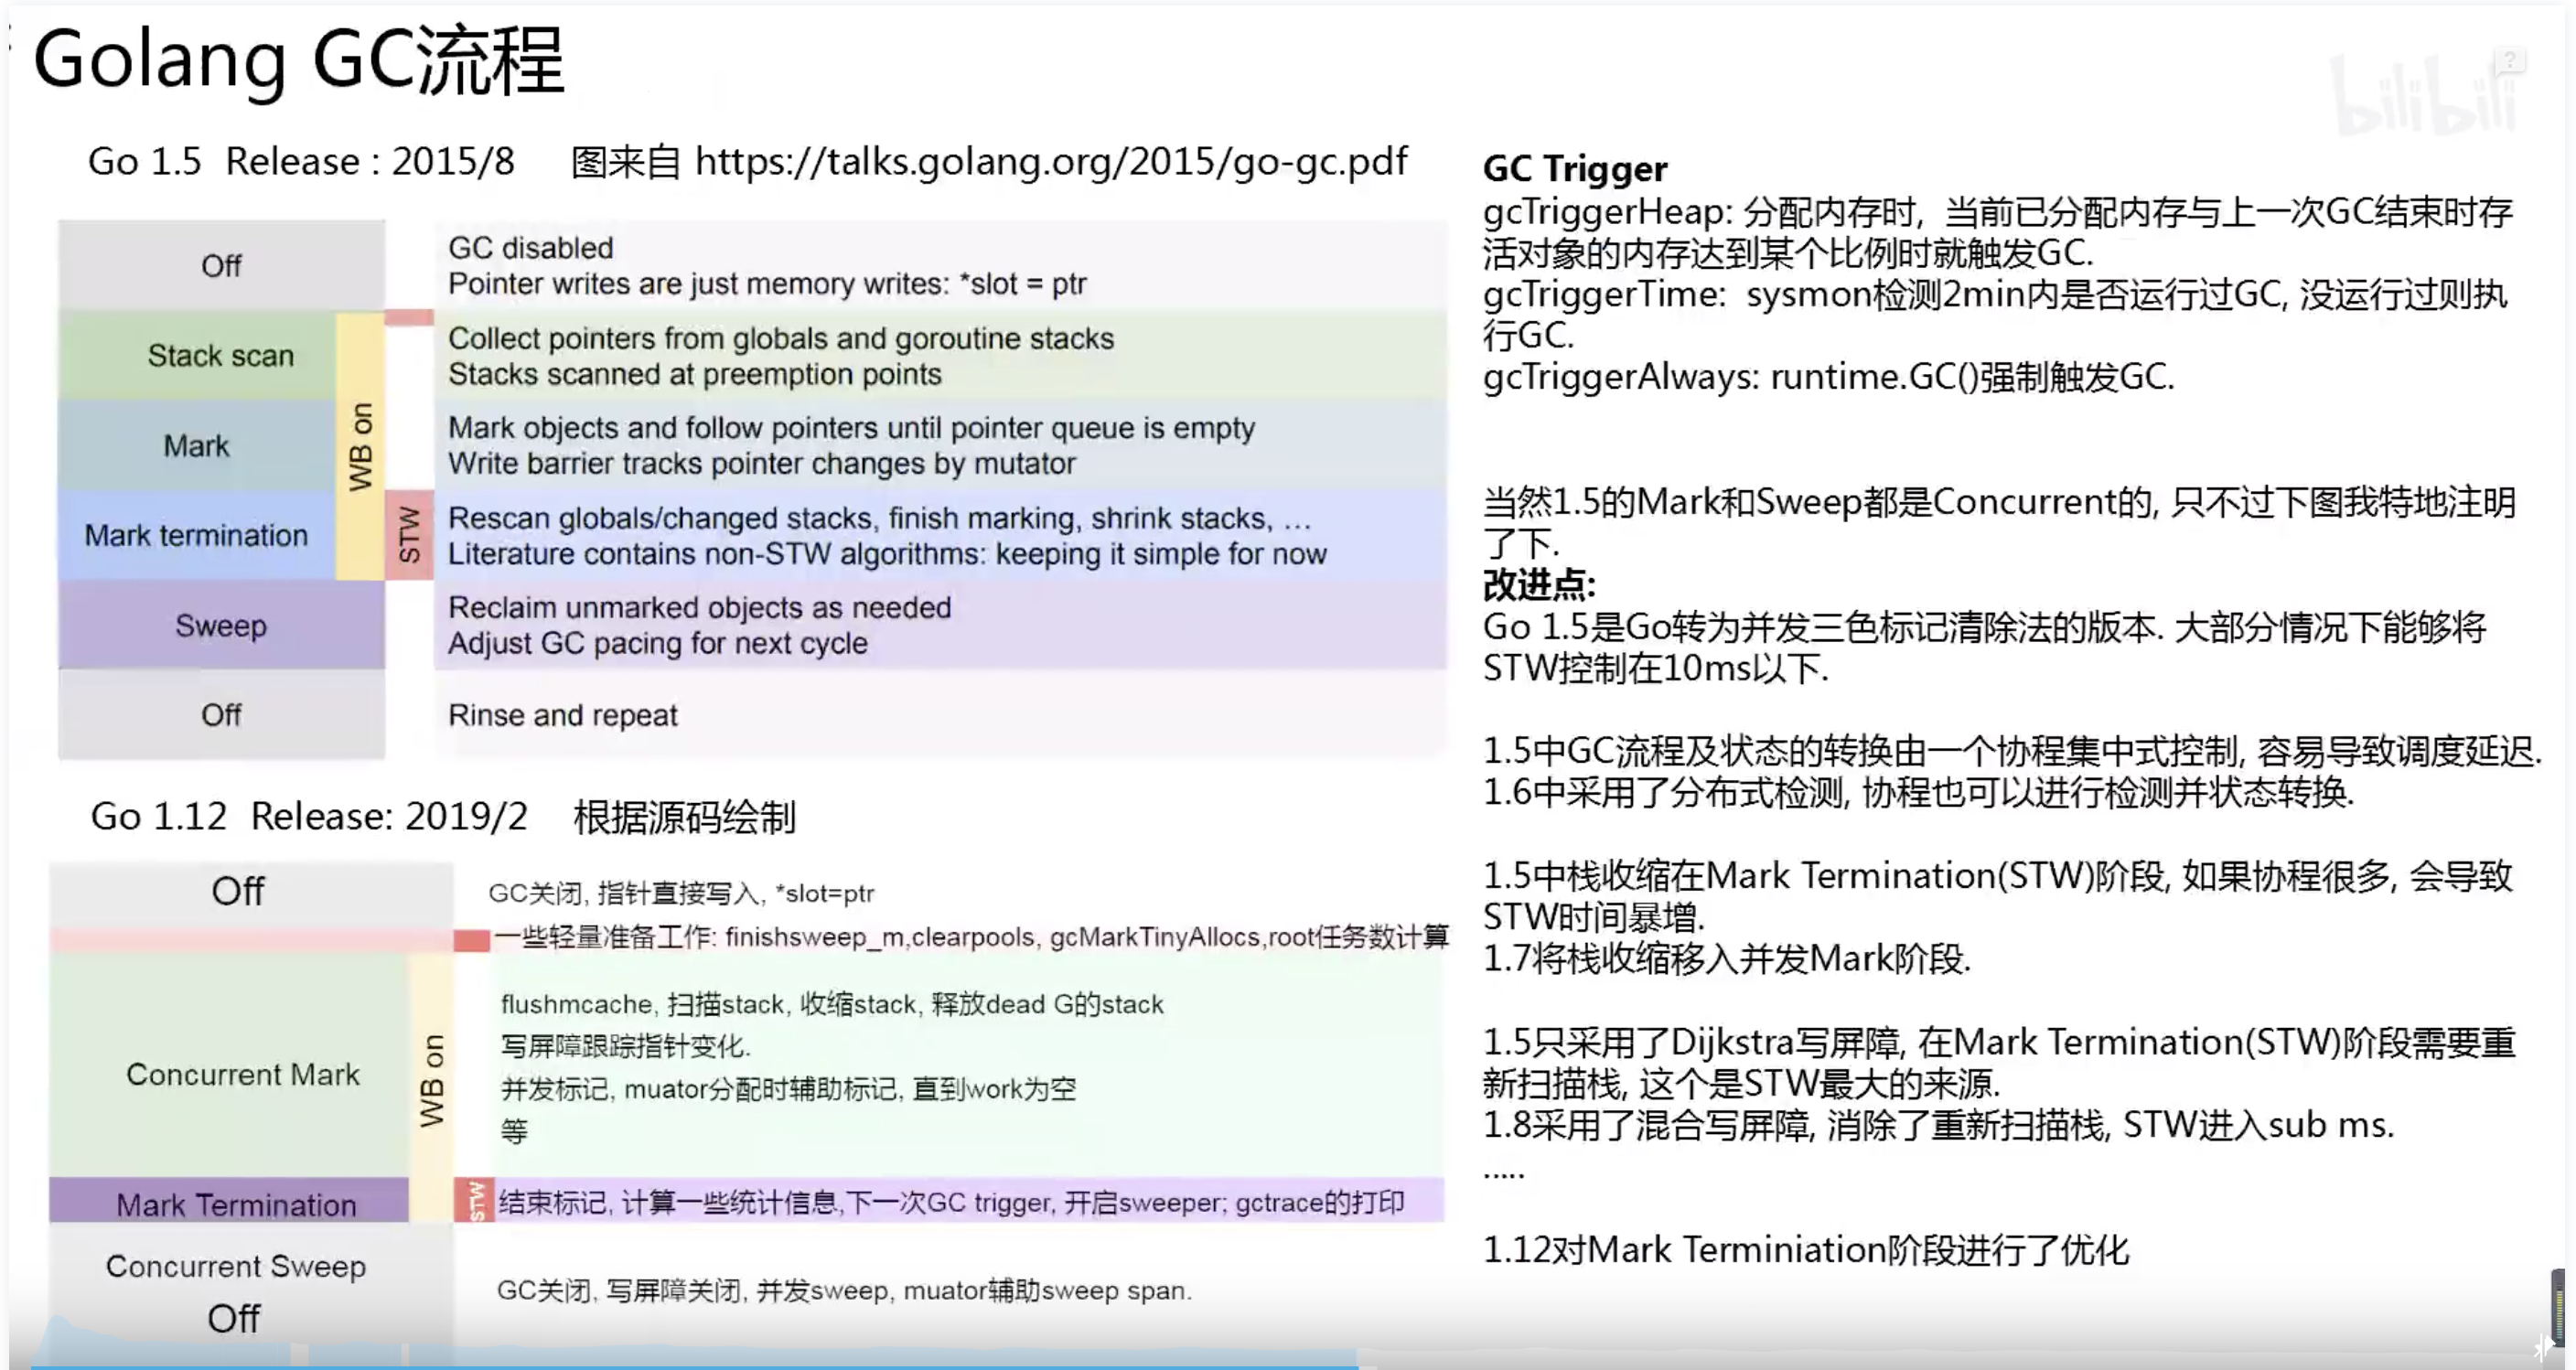 Golang GC流程
bilibili
Go 1.5 Release : 2015/8 图来自 https://talks.golang.org/2015/go-gc.pdf
Off
GC disabled
Pointer writes are just memory writes: *slot = ptr
Stack scan
Collect pointers from globals and goroutine stacks
Stacks scanned at preemption points
WB on
Mark
Mark objects and follow pointers until pointer queue is empty
Write barrier tracks pointer changes by mutator
Mark termination
STW
Rescan globals/changed stacks, finish marking, shrink stacks, …
Literature contains non-STW algorithms: keeping it simple for now
Sweep
Reclaim unmarked objects as needed
Adjust GC pacing for next cycle
Off
Rinse and repeat
Go 1.12 Release: 2019/2 根据源码绘制
Off
GC关闭, 指针直接写入, *slot=ptr
一些轻量准备工作: finishsweep_m,clearpools, gcMarkTinyAllocs,root任务数计算
Concurrent Mark
WB on
flushmcache, 扫描stack, 收缩stack, 释放dead G的stack
写屏障跟踪指针变化.
并发标记, muator分配时辅助标记, 直到work为空
等
Mark Termination
STW
结束标记, 计算一些统计信息,下一次GC trigger, 开启sweeper; gctrace的打印
Concurrent Sweep
Off
GC关闭, 写屏障关闭, 并发sweep, muator辅助sweep span.
GC Trigger
gcTriggerHeap: 分配内存时, 当前已分配内存与上一次GC结束时存
活对象的内存达到某个比例时就触发GC.
gcTriggerTime: sysmon检测2min内是否运行过GC, 没运行过则执
行GC.
gcTriggerAlways: runtime.GC()强制触发GC.
当然1.5的Mark和Sweep都是Concurrent的, 只不过下图我特地注明
了下.
改进点:
Go 1.5是Go转为并发三色标记清除法的版本. 大部分情况下能够将
STW控制在10ms以下.
1.5中GC流程及状态的转换由一个协程集中式控制, 容易导致调度延迟.
1.6中采用了分布式检测, 协程也可以进行检测并状态转换.
1.5中栈收缩在Mark Termination(STW)阶段, 如果协程很多, 会导致
STW时间暴增.
1.7将栈收缩移入并发Mark阶段.
1.5只采用了Dijkstra写屏障, 在Mark Termination(STW)阶段需要重
新扫描栈, 这个是STW最大的来源.
1.8采用了混合写屏障, 消除了重新扫描栈, STW进入sub ms.
.....
1.12对Mark Terminiation阶段进行了优化